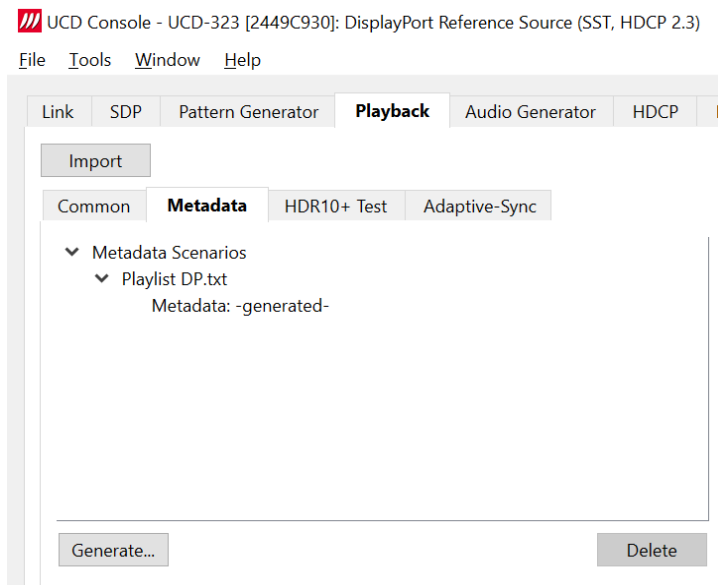 UCD Console - UCD-323 [2449C930]: DisplayPort Reference Source (SST, HDCP 2.3)
File Tools Window Help
Link SDP Pattern Generator Playback Audio Generator HDCP
Import
Common Metadata HDR10+ Test Adaptive-Sync
Metadata Scenarios
Playlist DP.txt
Metadata: -generated-
Generate... Delete